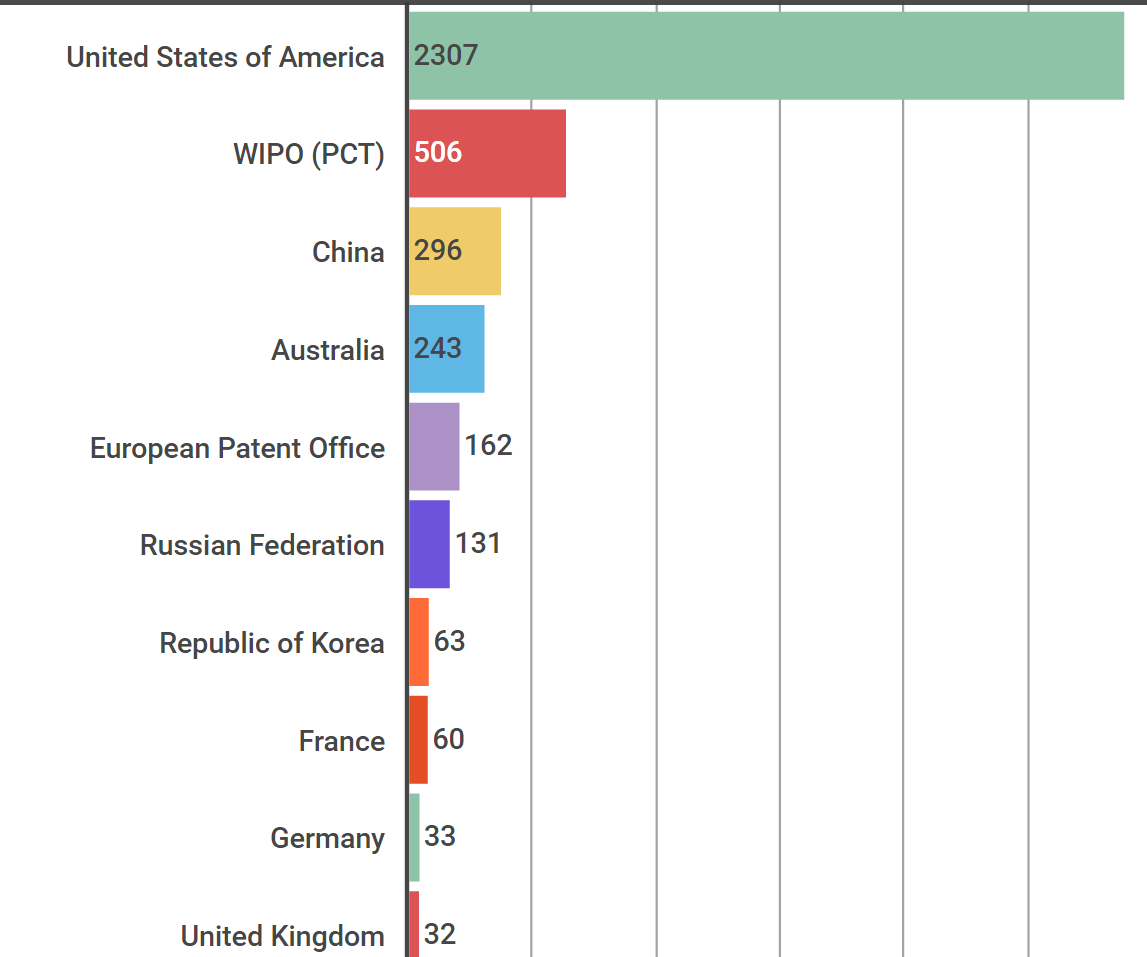 United States of America 2307
WIPO (PCT) 506
China 296
Australia 243
European Patent Office 162
Russian Federation 131
Republic of Korea 63
France 60
Germany 33
United Kingdom 32